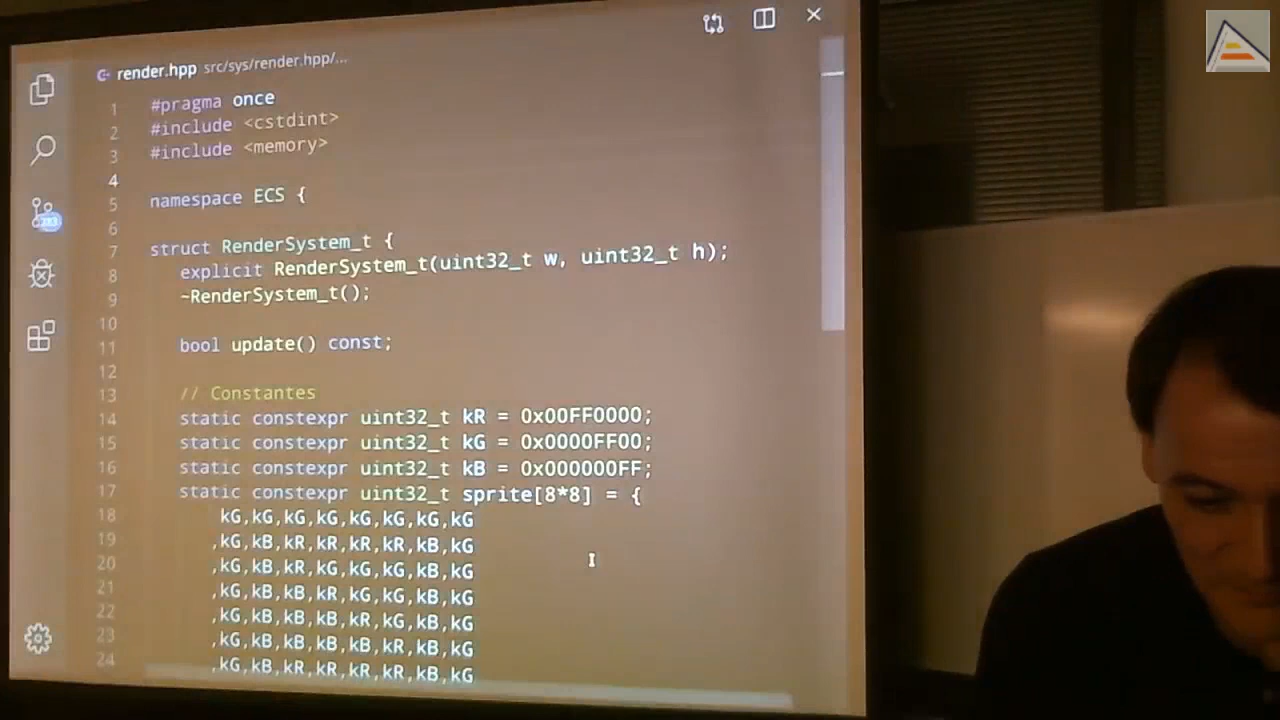 render.hpp src/sys/render.hpp/...
1 #pragma once
2 #include <cstdint>
3 #include <memory>
4
5 namespace ECS {
6
7 struct RenderSystem_t {
8 explicit RenderSystem_t(uint32_t w, uint32_t h);
9 ~RenderSystem_t();
10
11 bool update() const;
12
13 // Constantes
14 static constexpr uint32_t kR = 0x00FF0000;
15 static constexpr uint32_t kG = 0x0000FF00;
16 static constexpr uint32_t kB = 0x000000FF;
17 static constexpr uint32_t sprite[8*8] = {
18 kG,kG,kG,kG,kG,kG,kG,kG
19 ,kG,kB,kR,kR,kR,kR,kB,kG
20 ,kG,kB,kR,kG,kG,kG,kB,kG
21 ,kG,kB,kB,kR,kG,kG,kB,kG
22 ,kG,kB,kB,kB,kR,kG,kB,kG
23 ,kG,kB,kB,kB,kB,kR,kB,kG
24 ,kG,kB,kR,kR,kR,kR,kB,kG